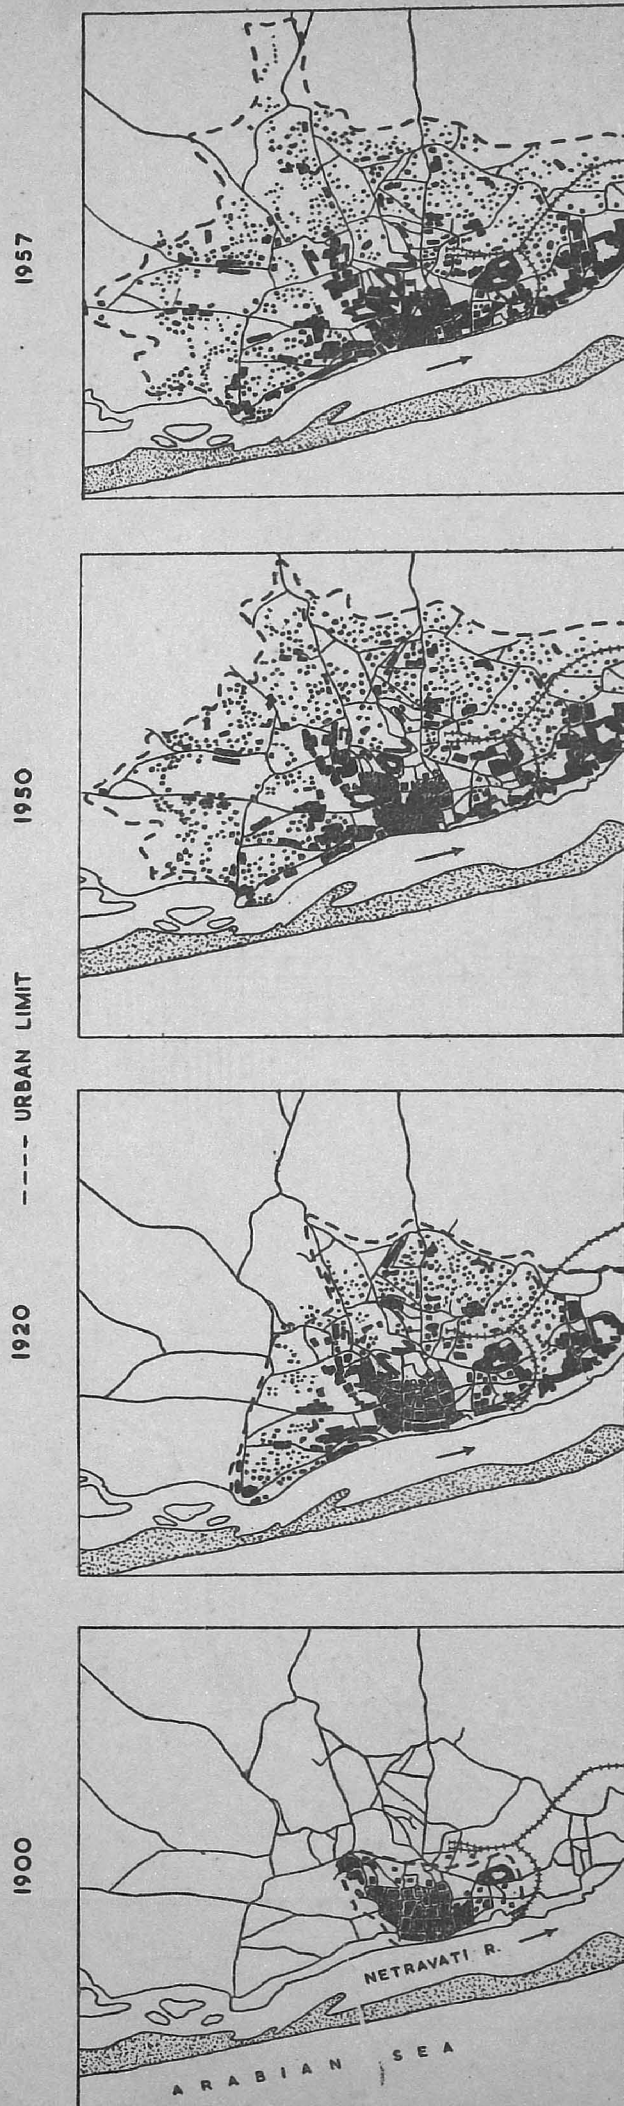 1957
1950
---- URBAN LIMIT
1920
1900
NETRAVATI R.
ARABIAN SEA